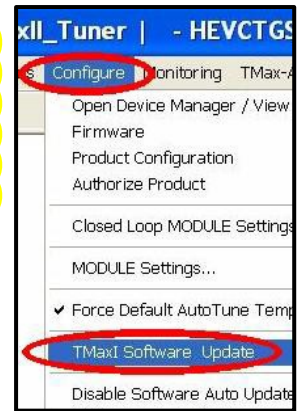 xll_Tuner | - HEVCTGS
s Configure Monitoring TMax-A
Open Device Manager / View
Firmware
Product Configuration
Authorize Product
Closed Loop MODULE Settings
MODULE Settings...
✓ Force Default AutoTune Temp
TMaxI Software Update
Disable Software Auto Update